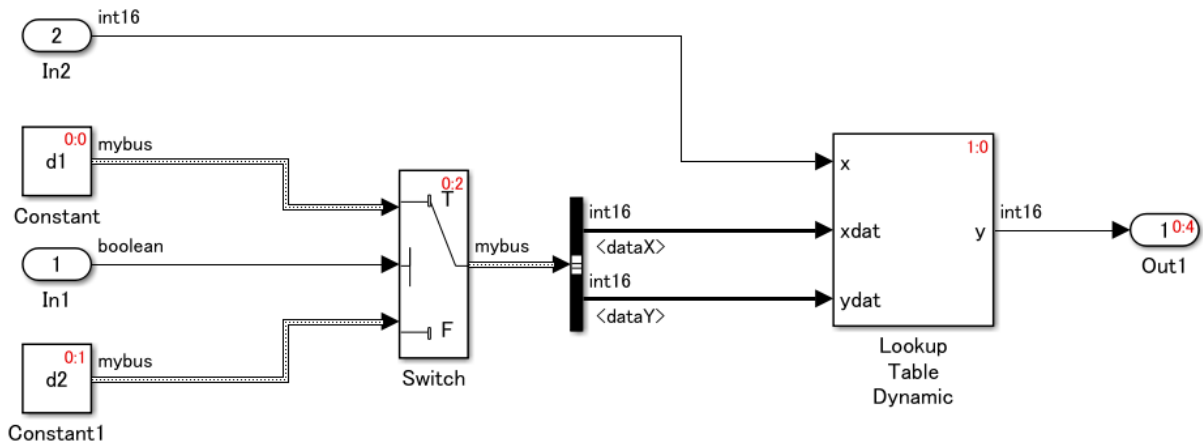 int16
2
In2
0:0
d1
mybus
Constant
boolean
1
In1
0:1
d2
mybus
Constant1
0:2
T
F
Switch
mybus
int16
<dataX>
int16
<dataY>
1:0
x
xdat
y
ydat
Lookup
Table
Dynamic
int16
1 0:4
Out1